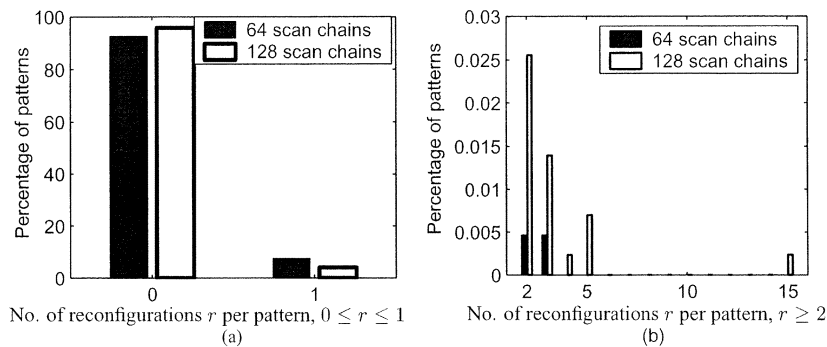 100
80
60
40
20
0
Percentage of patterns
64 scan chains
128 scan chains
0 1
No. of reconfigurations r per pattern, 0 ≤ r ≤ 1
(a)
0.03
0.025
0.02
0.015
0.01
0.005
0
Percentage of patterns
64 scan chains
128 scan chains
2 5 10 15
No. of reconfigurations r per pattern, r ≥ 2
(b)